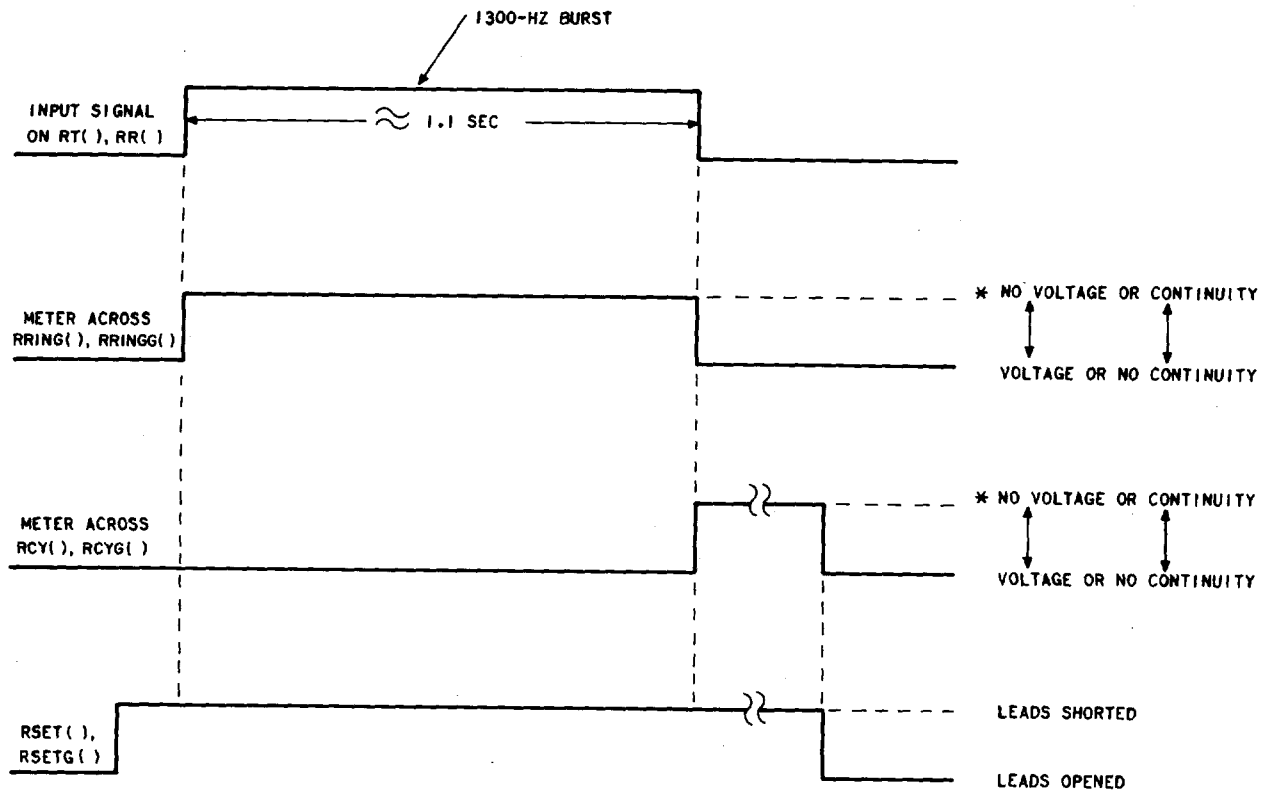 1300-HZ BURST
INPUT SIGNAL
ON RT( ), RR( )
≈ 1.1 SEC
METER ACROSS
RRING( ), RRINGG( )
* NO VOLTAGE OR CONTINUITY
VOLTAGE OR NO CONTINUITY
METER ACROSS
RCY( ), RCYG( )
* NO VOLTAGE OR CONTINUITY
VOLTAGE OR NO CONTINUITY
RSET( ),
RSETG( )
LEADS SHORTED
LEADS OPENED